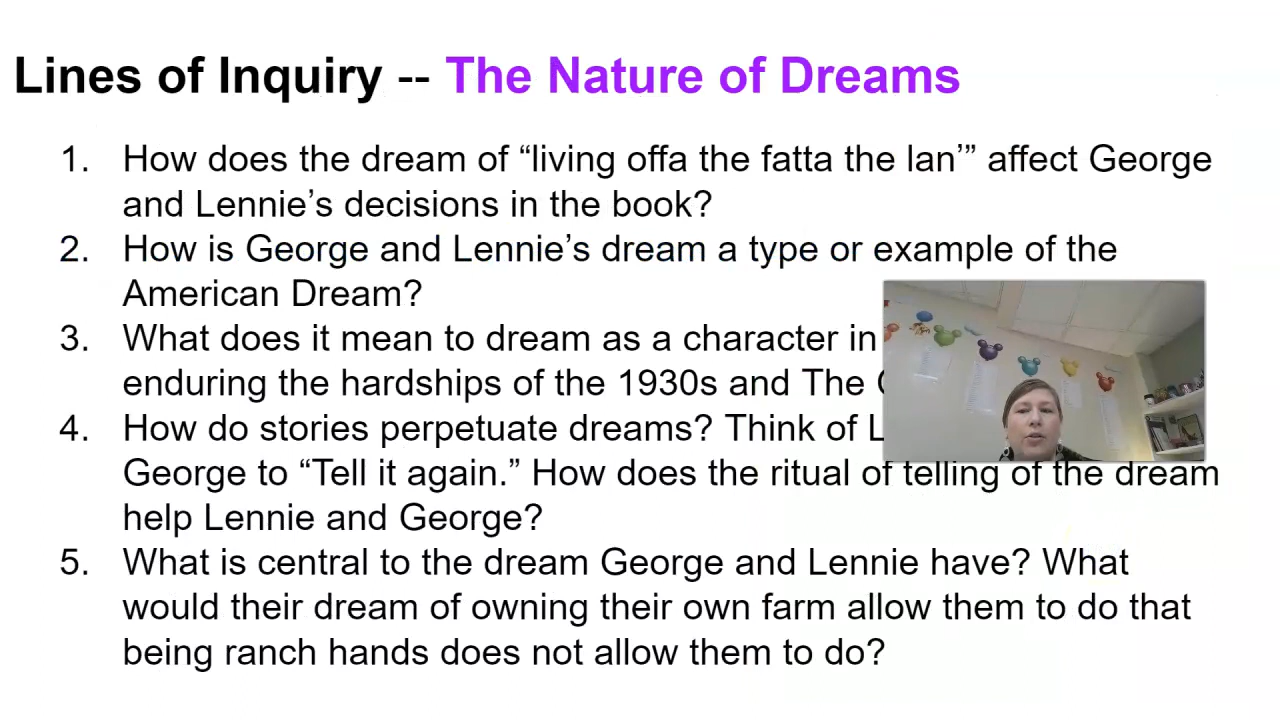 Lines of Inquiry -- The Nature of Dreams
1. How does the dream of “living offa the fatta the lan’” affect George
and Lennie’s decisions in the book?
2. How is George and Lennie’s dream a type or example of the
American Dream?
3. What does it mean to dream as a character in
enduring the hardships of the 1930s and The
4. How do stories perpetuate dreams? Think of
George to “Tell it again.” How does the ritual of telling of the dream
help Lennie and George?
5. What is central to the dream George and Lennie have? What
would their dream of owning their own farm allow them to do that
being ranch hands does not allow them to do?